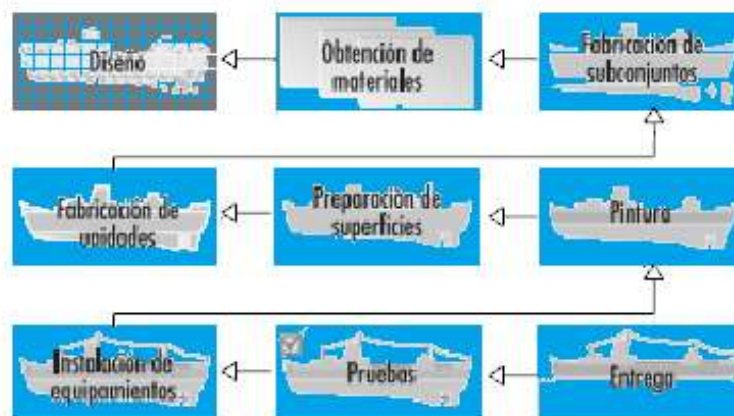 Diseño
Obtención de
materiales
Fabricación de
subconjuntos
Fabricación de
unidades
Preparación de
superficies
Pintura
Instalación de
equipamientos
Pruebas
Entrega